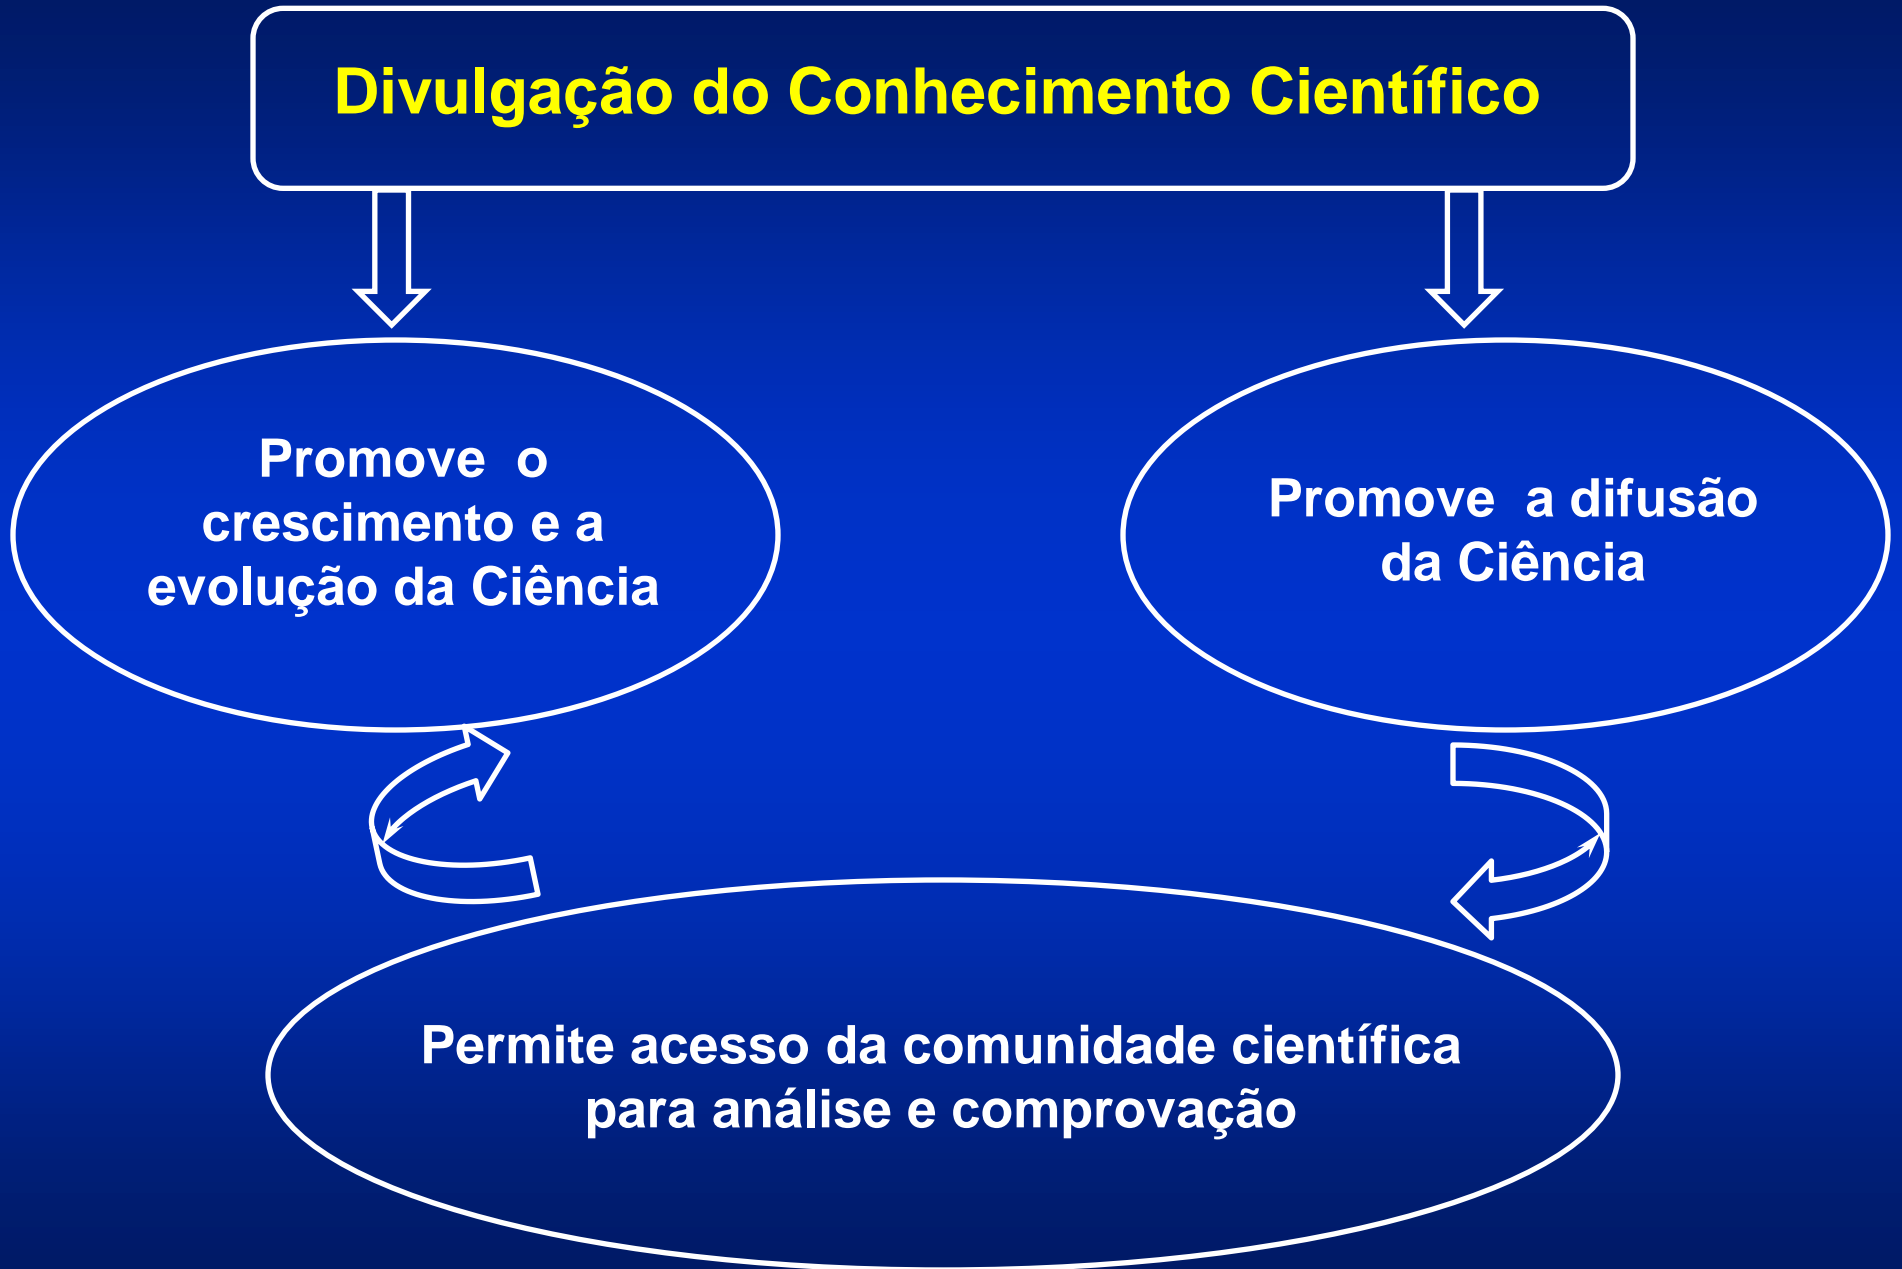 Divulgação do Conhecimento Científico
Promove o
crescimento e a
evolução da Ciência
Promove a difusão
da Ciência
Permite acesso da comunidade científica
para análise e comprovação